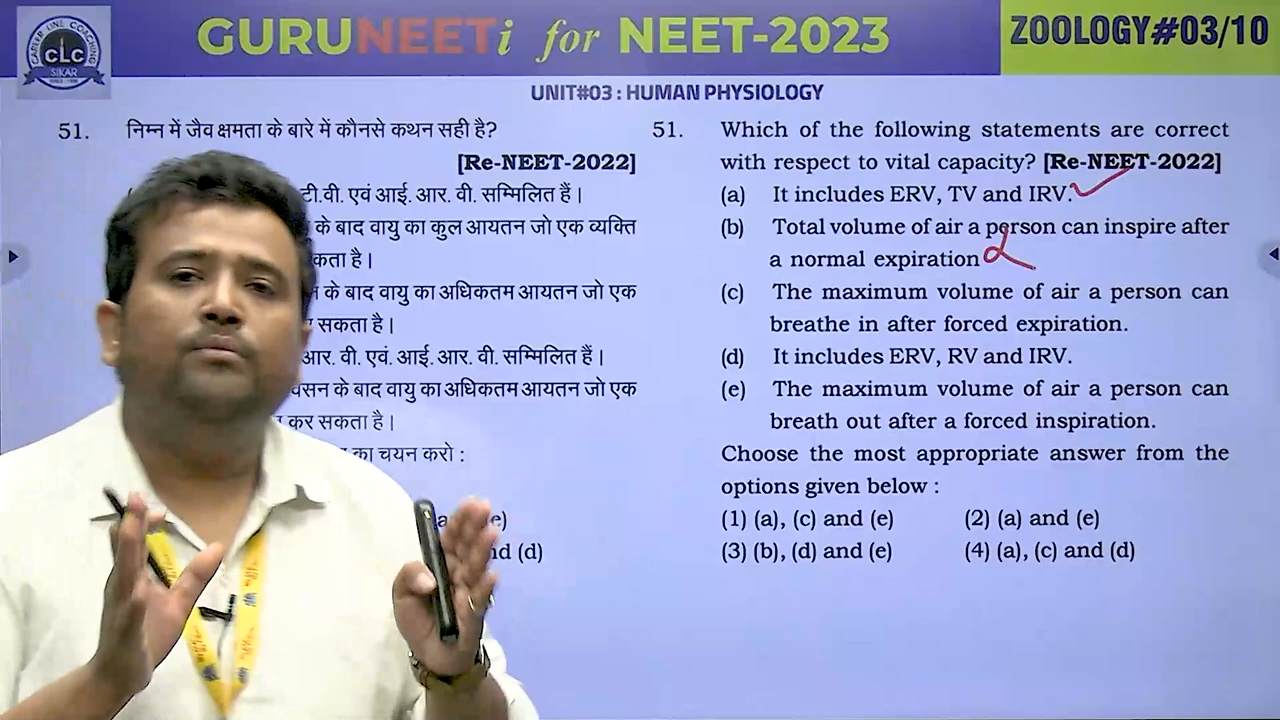 GURUNEETi for NEET-2023
ZOOLOGY#03/10
CAREER LINE COACHING
CLC
SIKAR
UNIT#03 : HUMAN PHYSIOLOGY
51. निम्न में जैव क्षमता के बारे में कौनसे कथन सही है?
[Re-NEET-2022]
टी.वी. एवं आई. आर. वी. सम्मिलित हैं।
के बाद वायु का कुल आयतन जो एक व्यक्ति
है।
के बाद वायु का अधिकतम आयतन जो एक
सकता है।
आर. वी. एवं. आई. आर. वी. सम्मिलित हैं।
के बाद वायु का अधिकतम आयतन जो एक
कर सकता है।
का चयन करो :
(e)
(d)
51. Which of the following statements are correct
with respect to vital capacity? [Re-NEET-2022]
(a) It includes ERV, TV and IRV.
(b) Total volume of air a person can inspire after
a normal expiration
(c) The maximum volume of air a person can
breathe in after forced expiration.
(d) It includes ERV, RV and IRV.
(e) The maximum volume of air a person can
breath out after a forced inspiration.
Choose the most appropriate answer from the
options given below :
(1) (a), (c) and (e) (2) (a) and (e)
(3) (b), (d) and (e) (4) (a), (c) and (d)